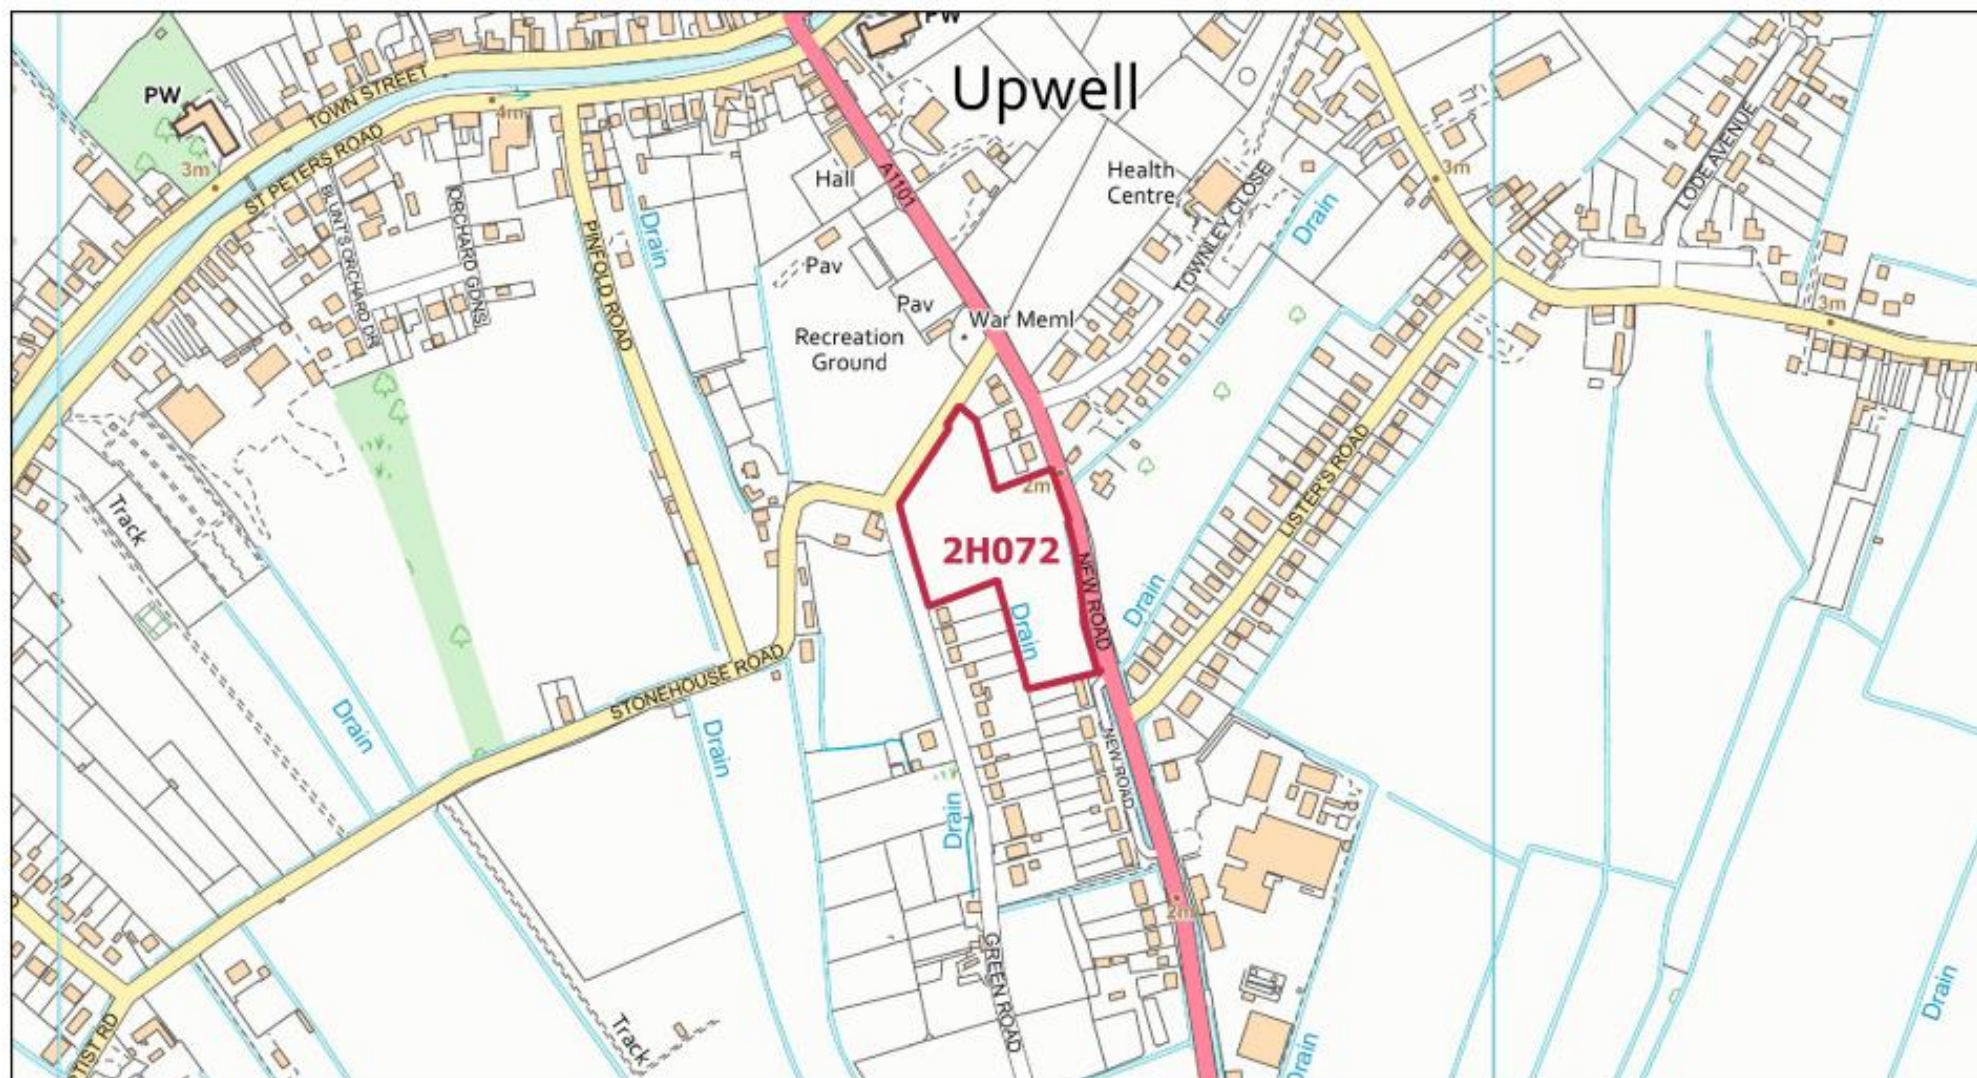 PW
Upwell
PW
TOWN STREET
4m
3m
ST PETERS ROAD
BLUNT'S ORCHARD DR
ORCHARD GDNS
PINFOLD ROAD
Drain
Hall
A1101
Health
Centre
TOWNLEY CLOSE
Drain
3m
LODE AVENUE
Pav
Pav
War Meml
Recreation
Ground
3m
2m
LISTER'S ROAD
Track
2H072
NEW ROAD
Drain
Drain
STONEHOUSE ROAD
Drain
Drain
NEW ROAD
Drain
2m
GREEN ROAD
Track
Drain
Drain
TIST RD